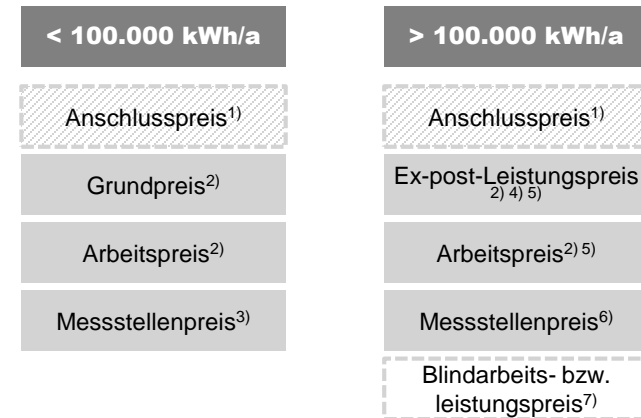 < 100.000 kWh/a
Anschlusspreis1)
Grundpreis2)
Arbeitspreis2)
Messstellenpreis3)
> 100.000 kWh/a
Anschlusspreis1)
Ex-post-Leistungspreis
2) 4) 5)
Arbeitspreis2) 5)
Messstellenpreis6)
Blindarbeits- bzw.
leistungspreis7)